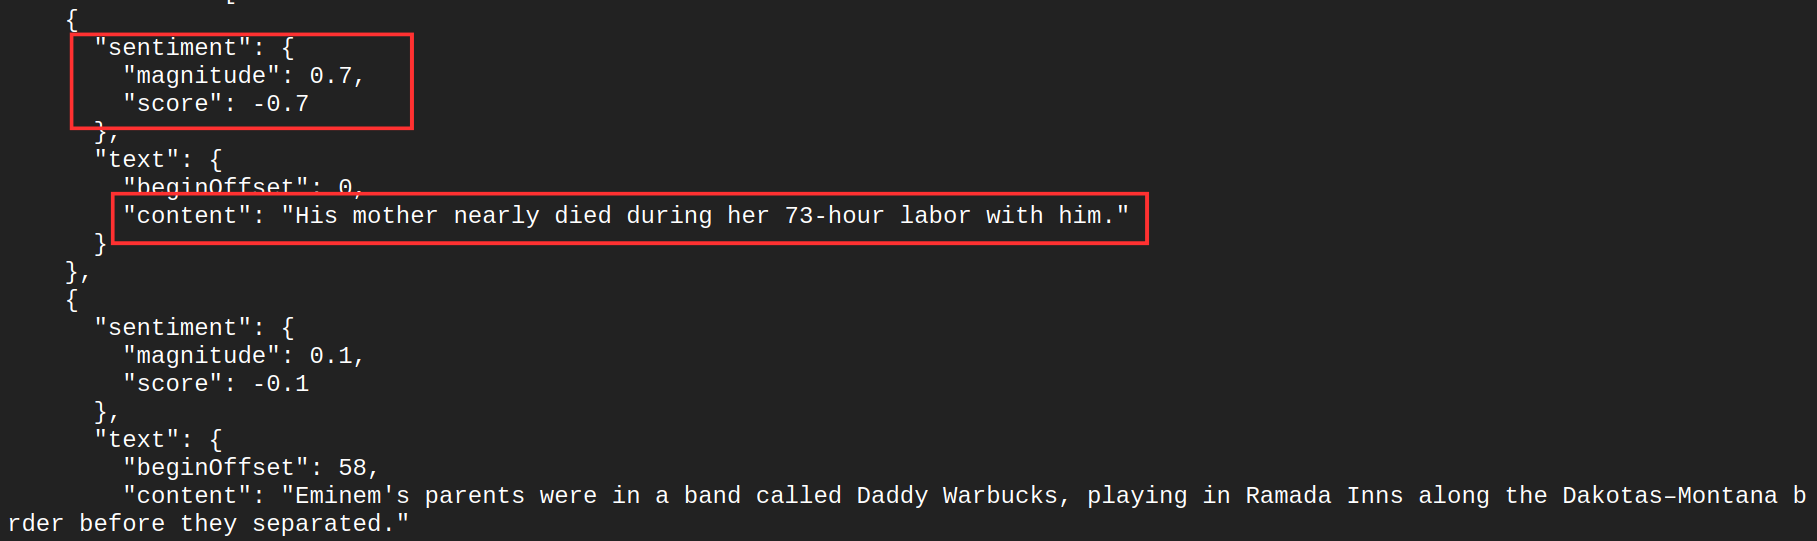 {
"sentiment": {
"magnitude": 0.7,
"score": -0.7
},
"text": {
"beginOffset": 0,
"content": "His mother nearly died during her 73-hour labor with him."
}
},
{
"sentiment": {
"magnitude": 0.1,
"score": -0.1
},
"text": {
"beginOffset": 58,
"content": "Eminem's parents were in a band called Daddy Warbucks, playing in Ramada Inns along the Dakotas–Montana b
rder before they separated."